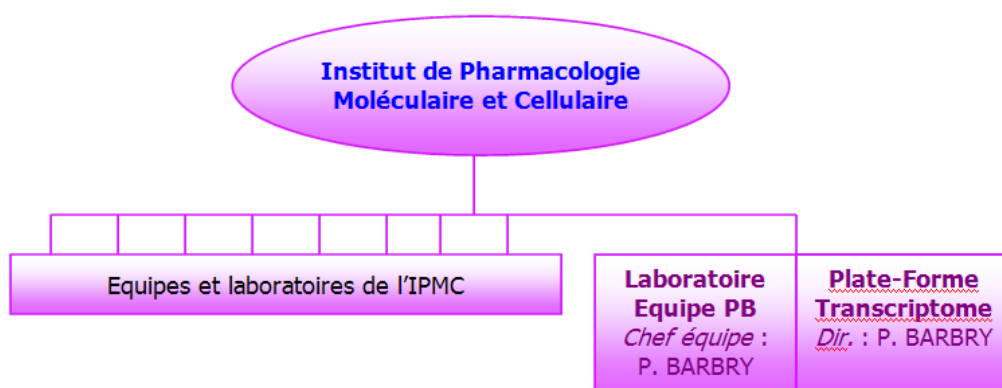 Institut de Pharmacologie
Moléculaire et Cellulaire
Equipes et laboratoires de l'IPMC
Laboratoire
Equipe PB
Chef équipe :
P. BARBRY
Plate-Forme
Transcriptome
Dir. : P. BARBRY